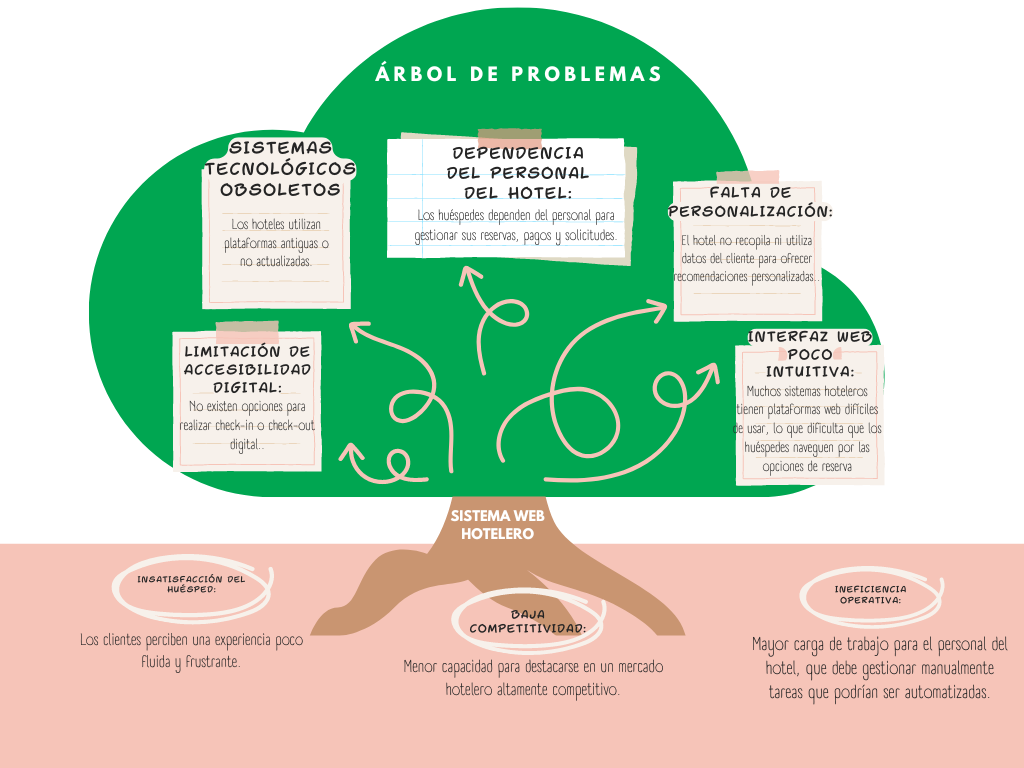 ÁRBOL DE PROBLEMAS
SISTEMAS
TECNOLÓGICOS
OBSOLETOS
Los hoteles utilizan
plataformas antiguas o
no actualizadas.
DEPENDENCIA
DEL PERSONAL
DEL HOTEL:
Los huéspedes dependen del personal para
gestionar sus reservas, pagos y solicitudes.
FALTA DE
PERSONALIZACIÓN:
El hotel no recopila ni utiliza
datos del cliente para ofrecer
recomendaciones personalizadas..
LIMITACIÓN DE
ACCESIBILIDAD
DIGITAL:
No existen opciones para
realizar check-in o check-out
digital..
INTERFAZ WEB
POCO
INTUITIVA:
Muchos sistemas hoteleros
tienen plataformas web difíciles
de usar, lo que dificulta que los
huéspedes naveguen por las
opciones de reserva
SISTEMA WEB
HOTELERO
INSATISFACCIÓN DEL
HUÉSPED:
Los clientes perciben una experiencia poco
fluida y frustrante.
BAJA
COMPETITIVIDAD:
Menor capacidad para destacarse en un mercado
hotelero altamente competitivo.
INEFICIENCIA
OPERATIVA:
Mayor carga de trabajo para el personal del
hotel, que debe gestionar manualmente
tareas que podrían ser automatizadas.